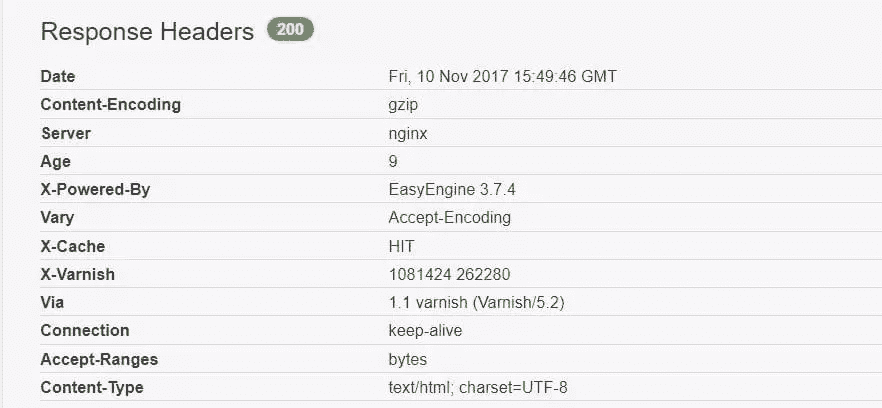 Response Headers 200
Date Fri, 10 Nov 2017 15:49:46 GMT
Content-Encoding gzip
Server nginx
Age 9
X-Powered-By EasyEngine 3.7.4
Vary Accept-Encoding
X-Cache HIT
X-Varnish 1081424 262280
Via 1.1 varnish (Varnish/5.2)
Connection keep-alive
Accept-Ranges bytes
Content-Type text/html; charset=UTF-8